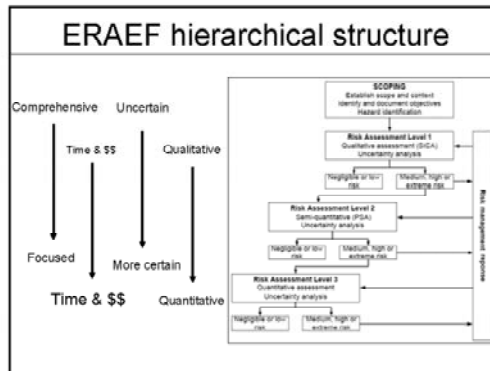 ERAEF hierarchical structure
Comprehensive
Uncertain
Time & $$
Qualitative
Focused
More certain
Time & $$
Quantitative
SCOPING
Establish scope and context
Identify and document objectives
Hazard identification
Risk Assessment Level 1
Qualitative assessment (SICA)
Uncertainty analysis
Negligible or low
risk
Medium, high or
extreme risk
Risk Assessment Level 2
Semi-quantitative (PSA)
Uncertainty analysis
Negligible or low
risk
Medium, high or
extreme risk
Risk Assessment Level 3
Quantitative assessment
Uncertainty analysis
Negligible or low
risk
Medium, high or
extreme risk
Risk management reponse